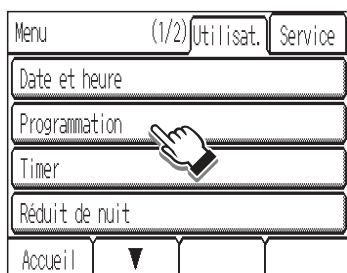 Menu (1/2) Utilisat. Service
Date et heure
Programmation
Timer
Réduit de nuit
Accueil ▼